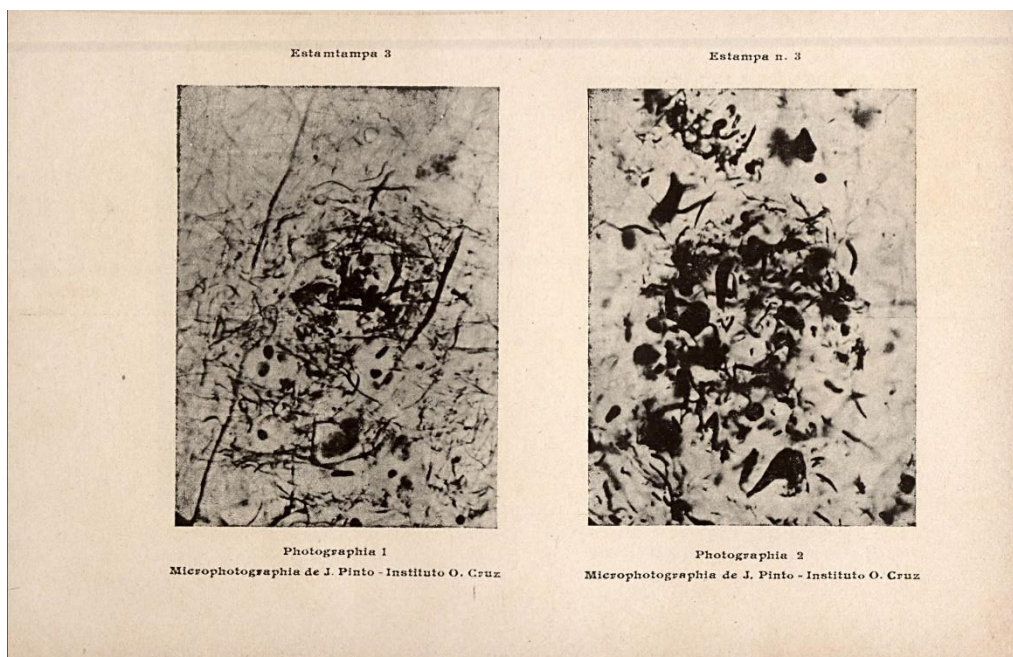 Estamtampa 3
Photographia 1
Microphotographia de J. Pinto - Instituto O. Cruz
Estampa n. 3
Photographia 2
Microphotographia de J. Pinto - Instituto O. Cruz